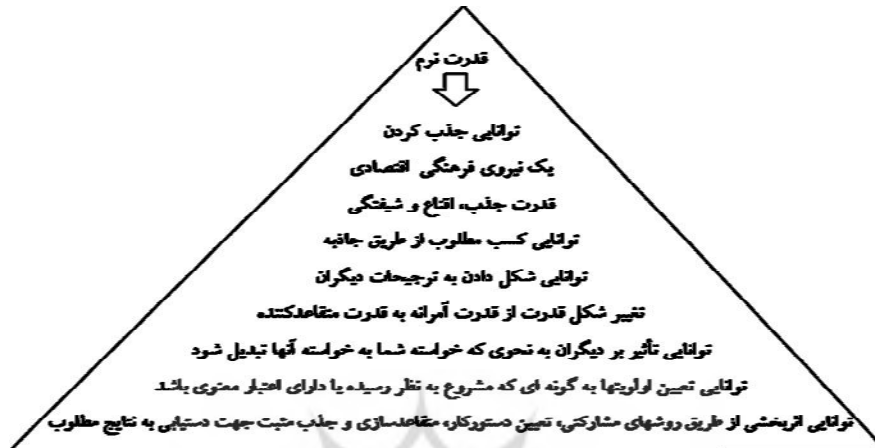 قدرت نرم
توانایی جذب کردن
یک نیروی فرهنگی اقتصادی
قدرت جذب، اقناع و شیفتگی
توانایی کسب مطلوب از طریق جاذبه
توانایی شکل دادن به ترجیحات دیگران
تغییر شکل قدرت از قدرت آمرانه به قدرت متقاعدکننده
توانایی تأثیر بر دیگران به نحوی که خواسته شما به خواسته آنها تبدیل شود
توانایی تعیین اولویتها به گونه ای که مشروع به نظر رسیده یا دارای اعتبار معنوی باشد
توانایی اثربخشی از طریق روشهای مشارکتی، تعیین دستورکار، متقاعدسازی و جذب مثبت جهت دستیابی به نتایج مطلوب